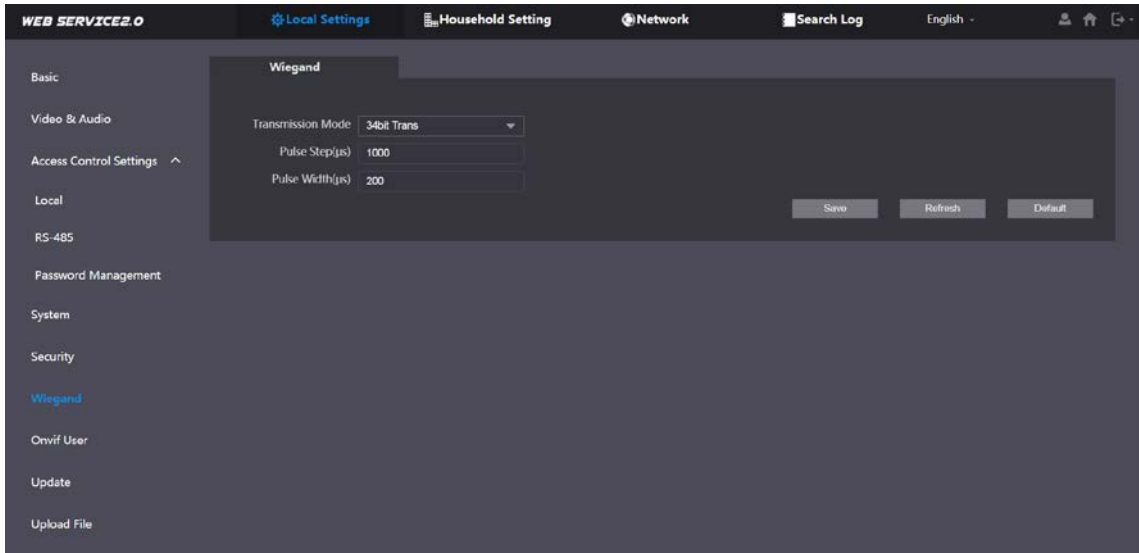 WEB SERVICE2.0
Local Settings
Household Setting
Network
Search Log
English
Basic
Video & Audio
Access Control Settings
Local
RS-485
Password Management
System
Security
Wiegand
Onvif User
Update
Upload File
Wiegand
Transmission Mode 34bit Trans
Pulse Step(μs) 1000
Pulse Width(μs) 200
Save Refresh Default